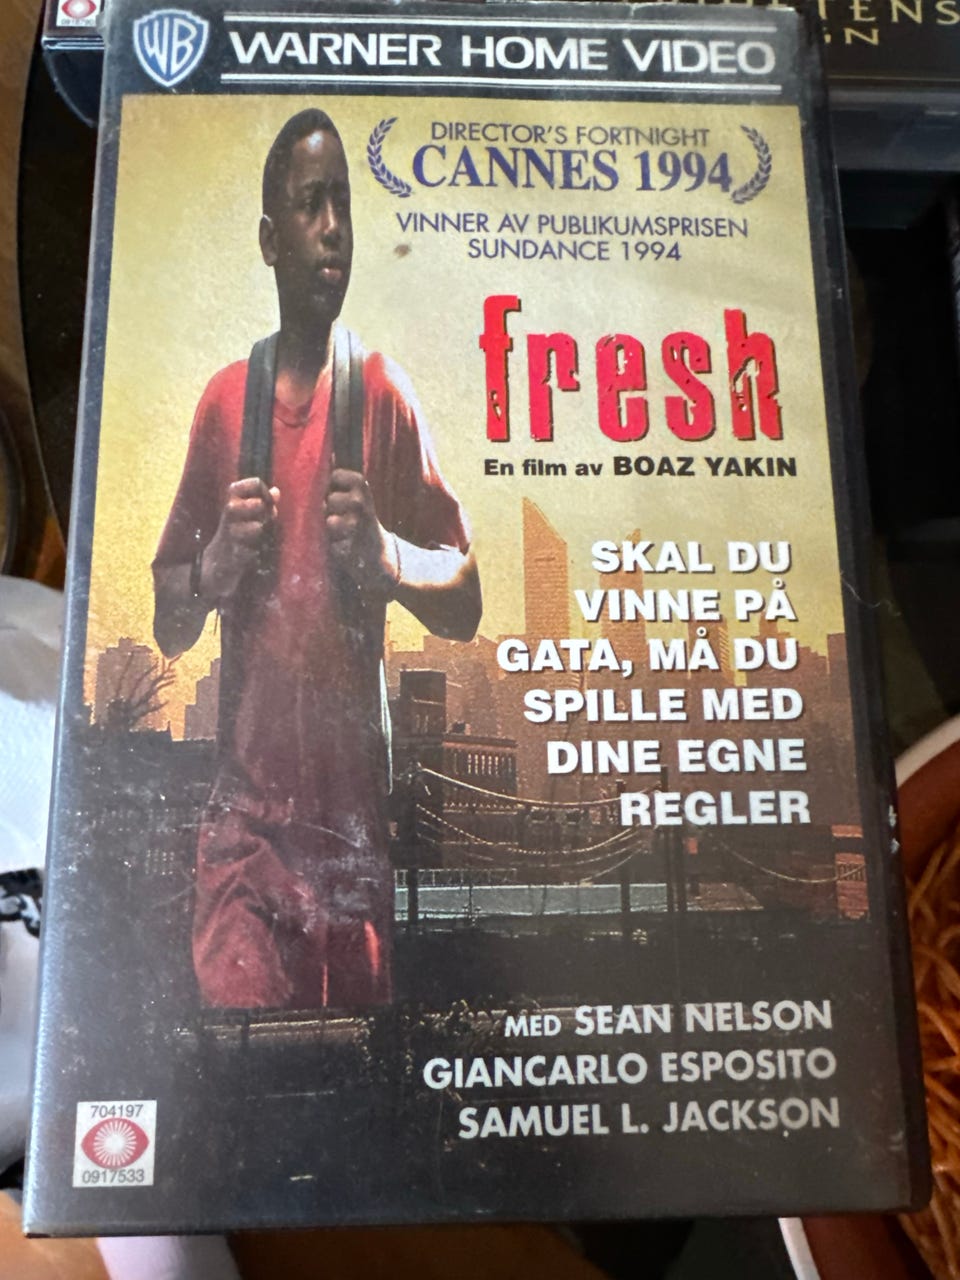 WB WARNER HOME VIDEO
DIRECTOR'S FORTNIGHT
CANNES 1994
VINNER AV PUBLIKUMSPRISEN
SUNDANCE 1994
fresh
En film av BOAZ YAKIN
SKAL DU
VINNE PÅ
GATA, MÅ DU
SPILLE MED
DINE EGNE
REGLER
MED SEAN NELSON
GIANCARLO ESPOSITO
SAMUEL L. JACKSON
704197
0917533